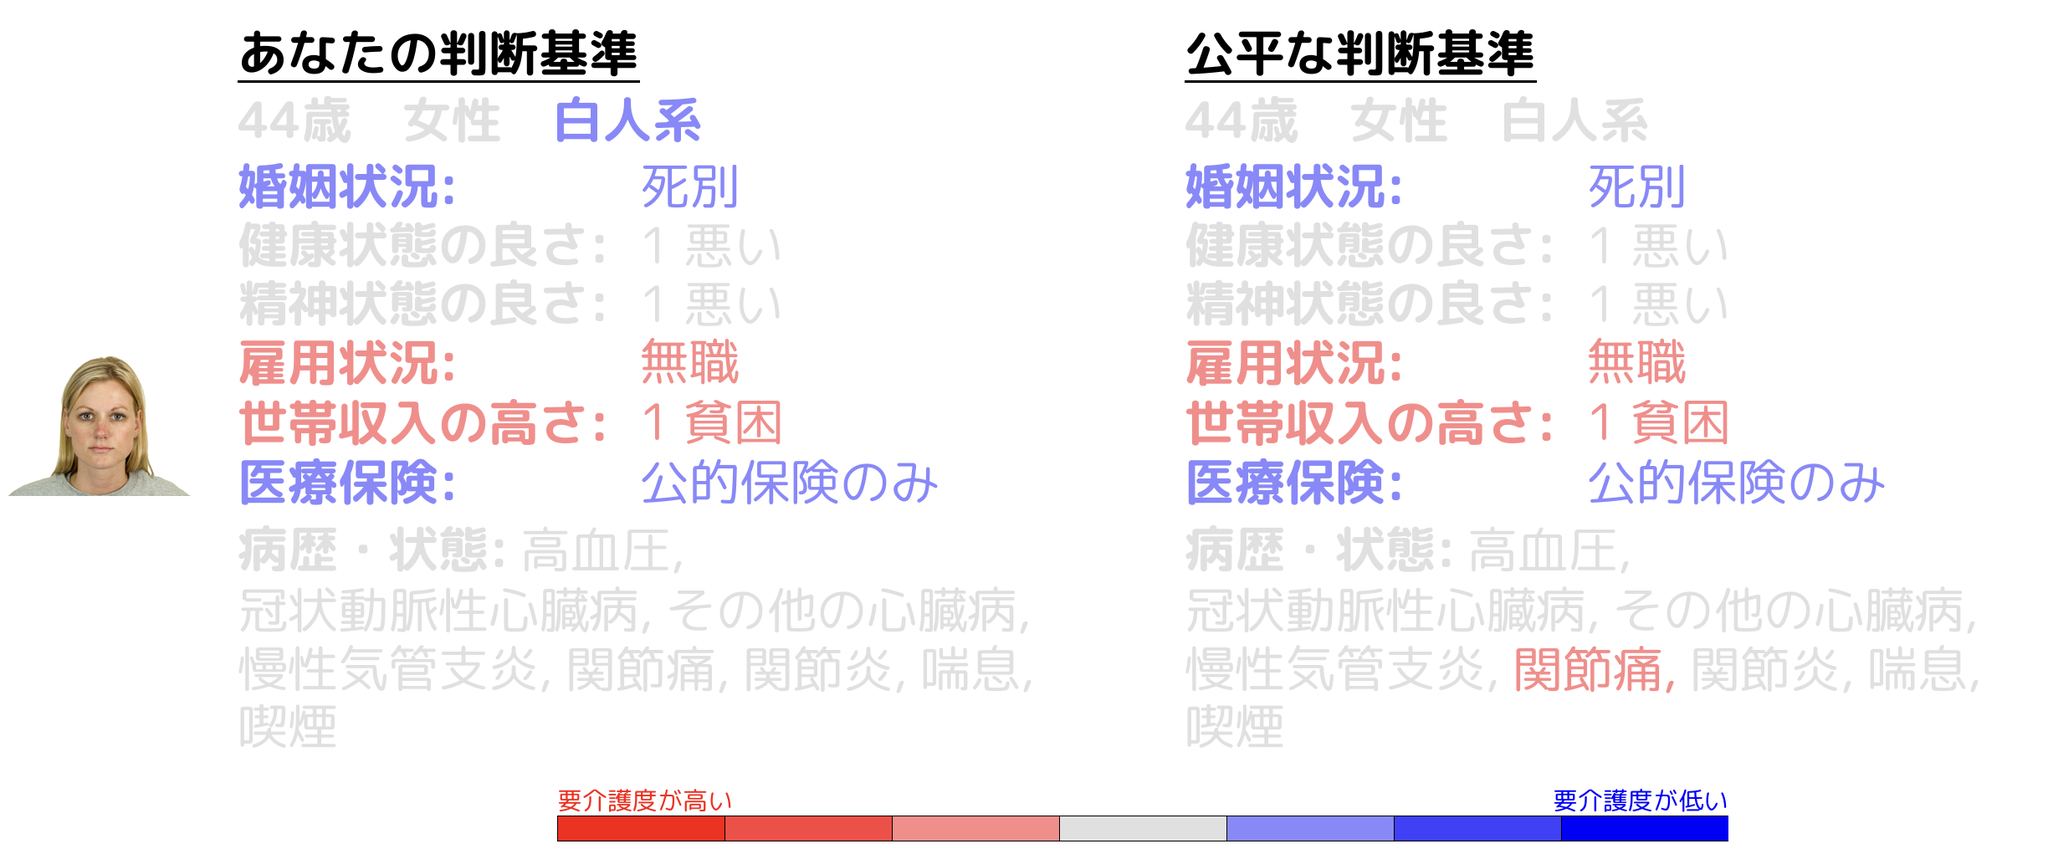 あなたの判断基準
44歳 女性 白人系
婚姻状況: 死別
健康状態の良さ: 1 悪い
精神状態の良さ: 1 悪い
雇用状況: 無職
世帯収入の高さ: 1 貧困
医療保険: 公的保険のみ
病歴・状態: 高血圧,
冠状動脈性心臓病, その他の心臓病,
慢性気管支炎, 関節痛, 関節炎, 喘息,
喫煙
公平な判断基準
44歳 女性 白人系
婚姻状況: 死別
健康状態の良さ: 1 悪い
精神状態の良さ: 1 悪い
雇用状況: 無職
世帯収入の高さ: 1 貧困
医療保険: 公的保険のみ
病歴・状態: 高血圧,
冠状動脈性心臓病, その他の心臓病,
慢性気管支炎, 関節痛, 関節炎, 喘息,
喫煙
要介護度が高い
要介護度が低い